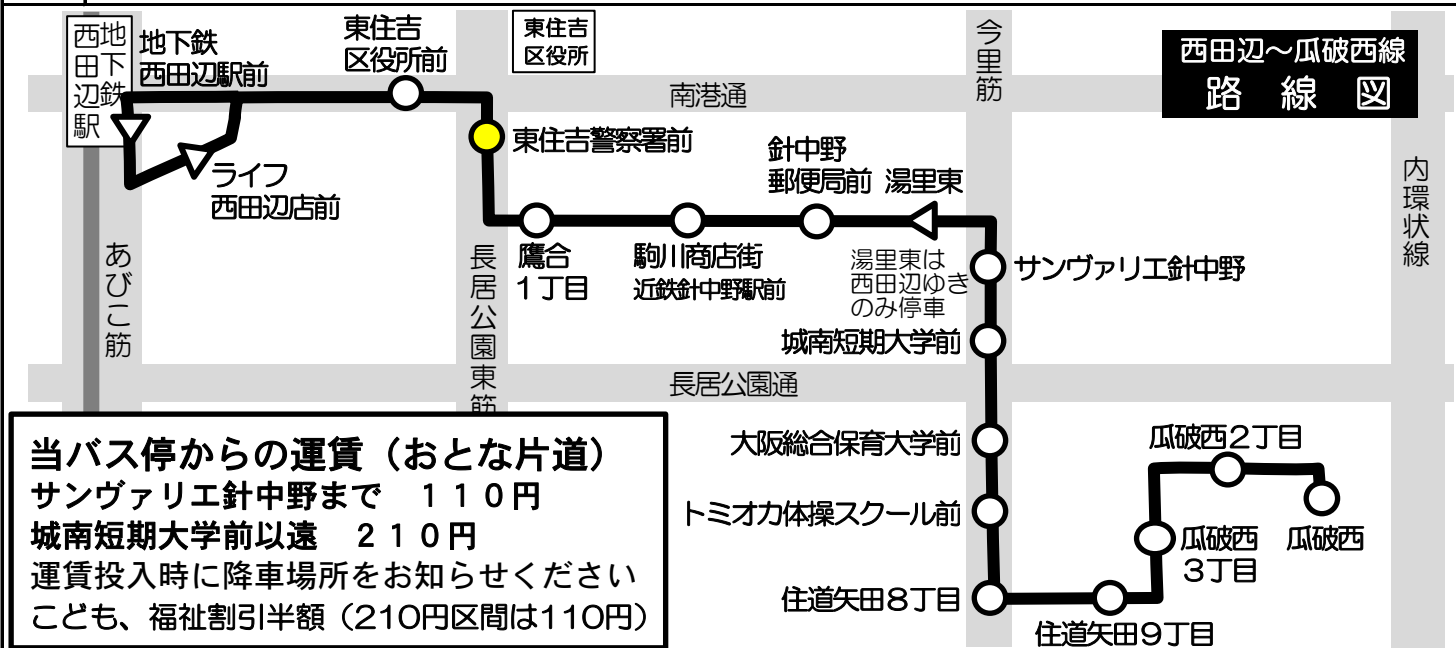 地下鉄
西田辺駅
地下鉄
西田辺駅前
東住吉
区役所前
東住吉
区役所
今里筋
西田辺～瓜破西線
路線図
南港通
東住吉警察署前
ライフ
西田辺店前
針中野
郵便局前
湯里東
内環状線
あびこ筋
長居公園東筋
鷹合
1丁目
駒川商店街
近鉄針中野駅前
湯里東は
西田辺ゆき
のみ停車
サンヴァリエ針中野
城南短期大学前
長居公園通
大阪総合保育大学前
トミオカ体操スクール前
住道矢田8丁目
住道矢田9丁目
瓜破西
3丁目
瓜破西2丁目
瓜破西
当バス停からの運賃（おとな片道）
サンヴァリエ針中野まで　１１０円
城南短期大学前以遠　２１０円
運賃投入時に降車場所をお知らせください
こども、福祉割引半額（210円区間は110円）